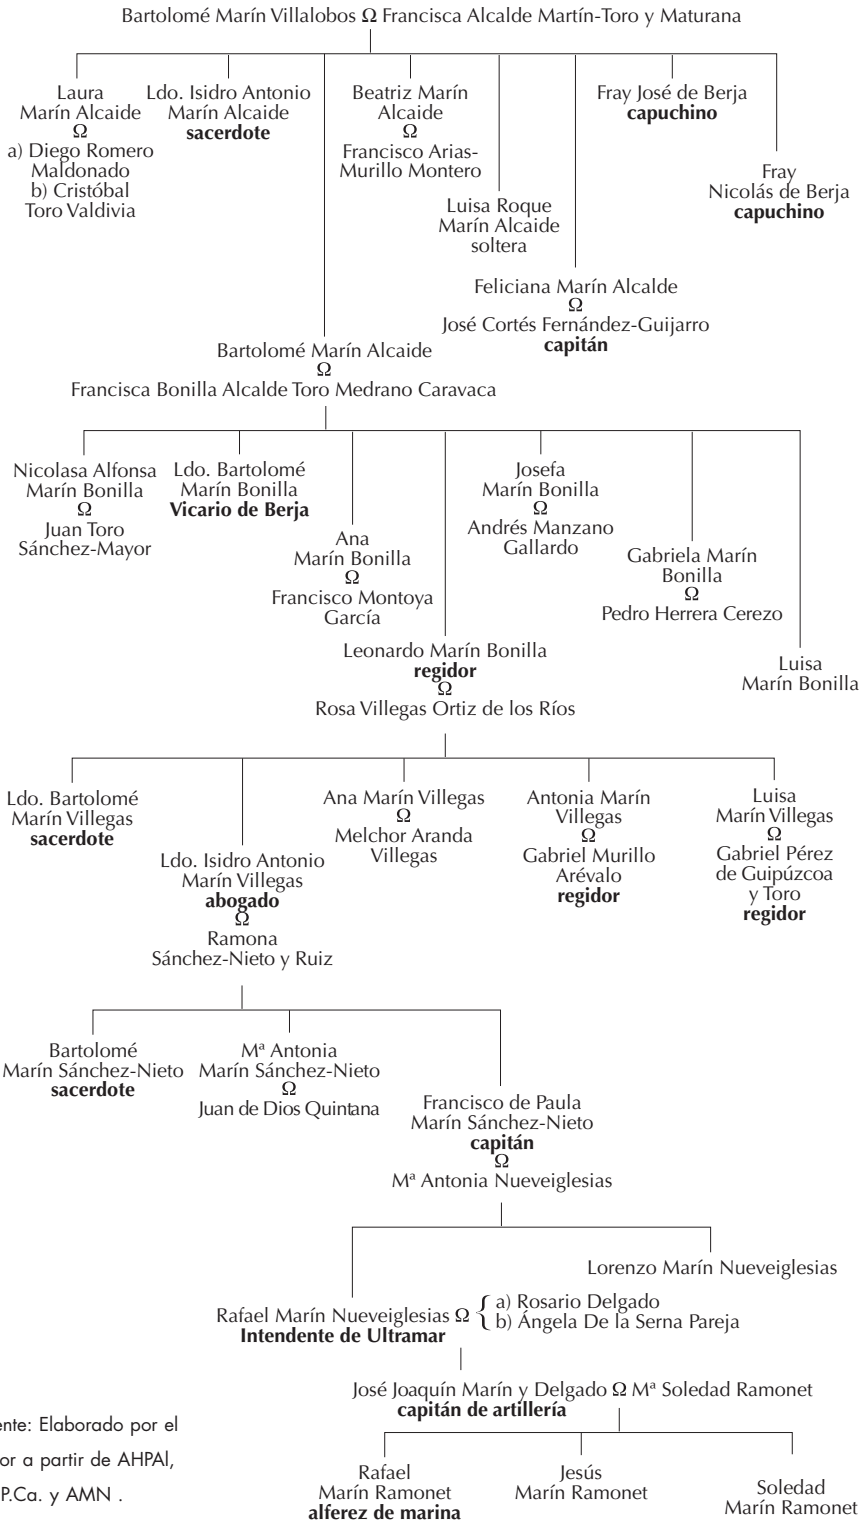 Bartolomé Marín Villalobos Ω Francisca Alcalde Martín-Toro y Maturana
Laura
Marín Alcaide
Ω
a) Diego Romero
Maldonado
b) Cristóbal
Toro Valdivia
Ldo. Isidro Antonio
Marín Alcaide
sacerdote
Beatriz Marín
Alcaide
Ω
Francisco Arias-
Murillo Montero
Luisa Roque
Marín Alcaide
soltera
Feliciana Marín Alcalde
Ω
José Cortés Fernández-Guijarro
capitán
Fray José de Berja
capuchino
Fray
Nicolás de Berja
capuchino
Bartolomé Marín Alcaide
Ω
Francisca Bonilla Alcalde Toro Medrano Caravaca
Nicolasa Alfonsa
Marín Bonilla
Ω
Juan Toro
Sánchez-Mayor
Ldo. Bartolomé
Marín Bonilla
Vicario de Berja
Ana
Marín Bonilla
Ω
Francisco Montoya
García
Leonardo Marín Bonilla
regidor
Ω
Rosa Villegas Ortiz de los Ríos
Josefa
Marín Bonilla
Ω
Andrés Manzano
Gallardo
Gabriela Marín
Bonilla
Ω
Pedro Herrera Cerezo
Luisa
Marín Bonilla
Ldo. Bartolomé
Marín Villegas
sacerdote
Ldo. Isidro Antonio
Marín Villegas
abogado
Ω
Ramona
Sánchez-Nieto y Ruiz
Ana Marín Villegas
Ω
Melchor Aranda
Villegas
Antonia Marín
Villegas
Ω
Gabriel Murillo
Arévalo
regidor
Luisa
Marín Villegas
Ω
Gabriel Pérez
de Guipúzcoa
y Toro
regidor
Bartolomé
Marín Sánchez-Nieto
sacerdote
Mª Antonia
Marín Sánchez-Nieto
Ω
Juan de Dios Quintana
Francisco de Paula
Marín Sánchez-Nieto
capitán
Ω
Mª Antonia Nueveiglesias
Lorenzo Marín Nueveiglesias
Rafael Marín Nueveiglesias Ω { a) Rosario Delgado
b) Ángela De la Serna Pareja
Intendente de Ultramar
José Joaquín Marín y Delgado Ω Mª Soledad Ramonet
capitán de artillería
Rafael
Marín Ramonet
alferez de marina
Jesús
Marín Ramonet
Soledad
Marín Ramonet
ente: Elaborado por el
or a partir de AHPAl,
P.Ca. y AMN .